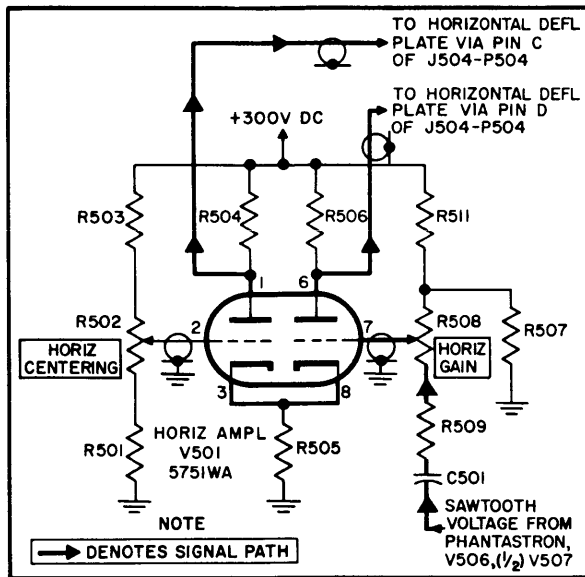 TO HORIZONTAL DEFL
PLATE VIA PIN C
OF J504-P504
TO HORIZONTAL DEFL
PLATE VIA PIN D
OF J504-P504
+300V DC
R503
R504
R506
R511
1
6
R502
2
7
R508
R507
HORIZ
CENTERING
HORIZ
GAIN
3
8
R509
R501
HORIZ AMPL
V501
5751WA
R505
C501
NOTE
DENOTES SIGNAL PATH
SAWTOOTH
VOLTAGE FROM
PHANTASTRON,
V506,(1/2) V507